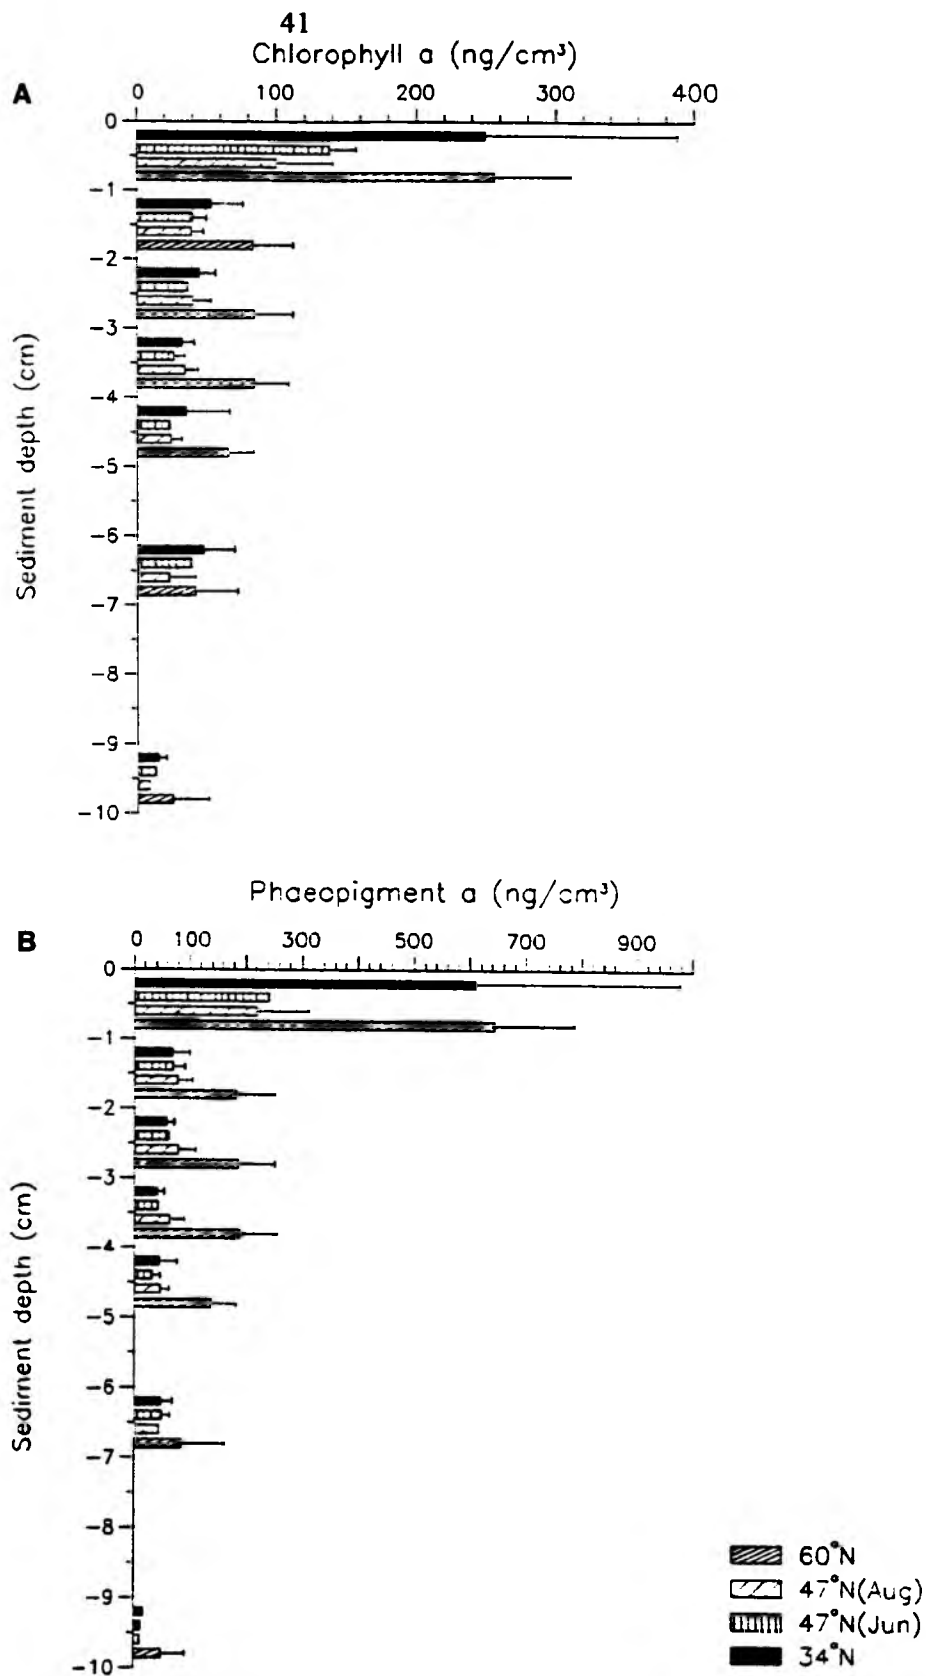 41
Chlorophyll a (ng/cm³)
A
0 100 200 300 400
0
-1
-2
-3
-4
-5
-6
-7
-8
-9
-10
Sediment depth (cm)
Phaeopigment a (ng/cm³)
B
0 100 300 500 700 900
0
-1
-2
-3
-4
-5
-6
-7
-8
-9
-10
Sediment depth (cm)
60°N
47°N(Aug)
47°N(Jun)
34°N